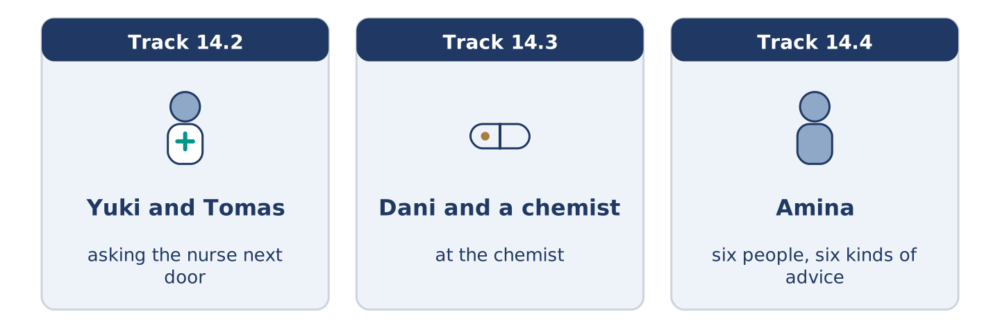 Track 14.2
Yuki and Tomas
asking the nurse next
door
Track 14.3
Dani and a chemist
at the chemist
Track 14.4
Amina
six people, six kinds of
advice